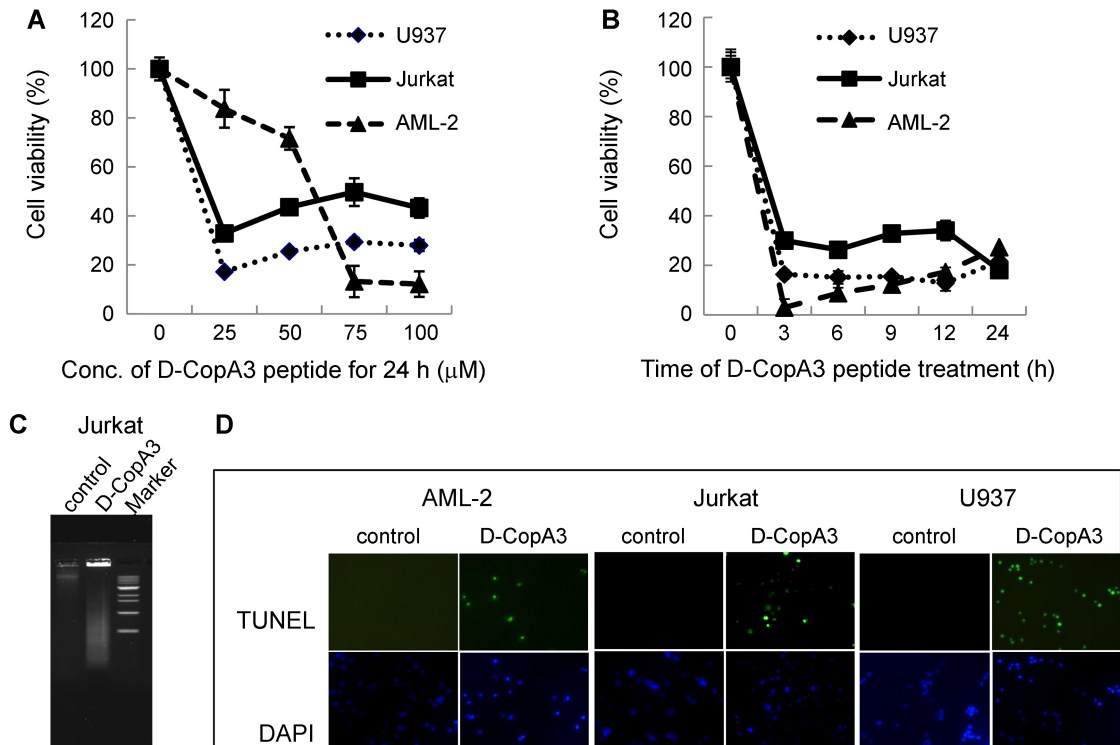 A
120
100
80
60
40
20
0
Cell viability (%)
U937
Jurkat
AML-2
0 25 50 75 100
Conc. of D-CopA3 peptide for 24 h (μM)
B
120
100
80
60
40
20
0
Cell viability (%)
U937
Jurkat
AML-2
0 3 6 9 12 24
Time of D-CopA3 peptide treatment (h)
C
Jurkat
control
D-CopA3
Marker
D
AML-2 Jurkat U937
control D-CopA3 control D-CopA3 control D-CopA3
TUNEL
DAPI